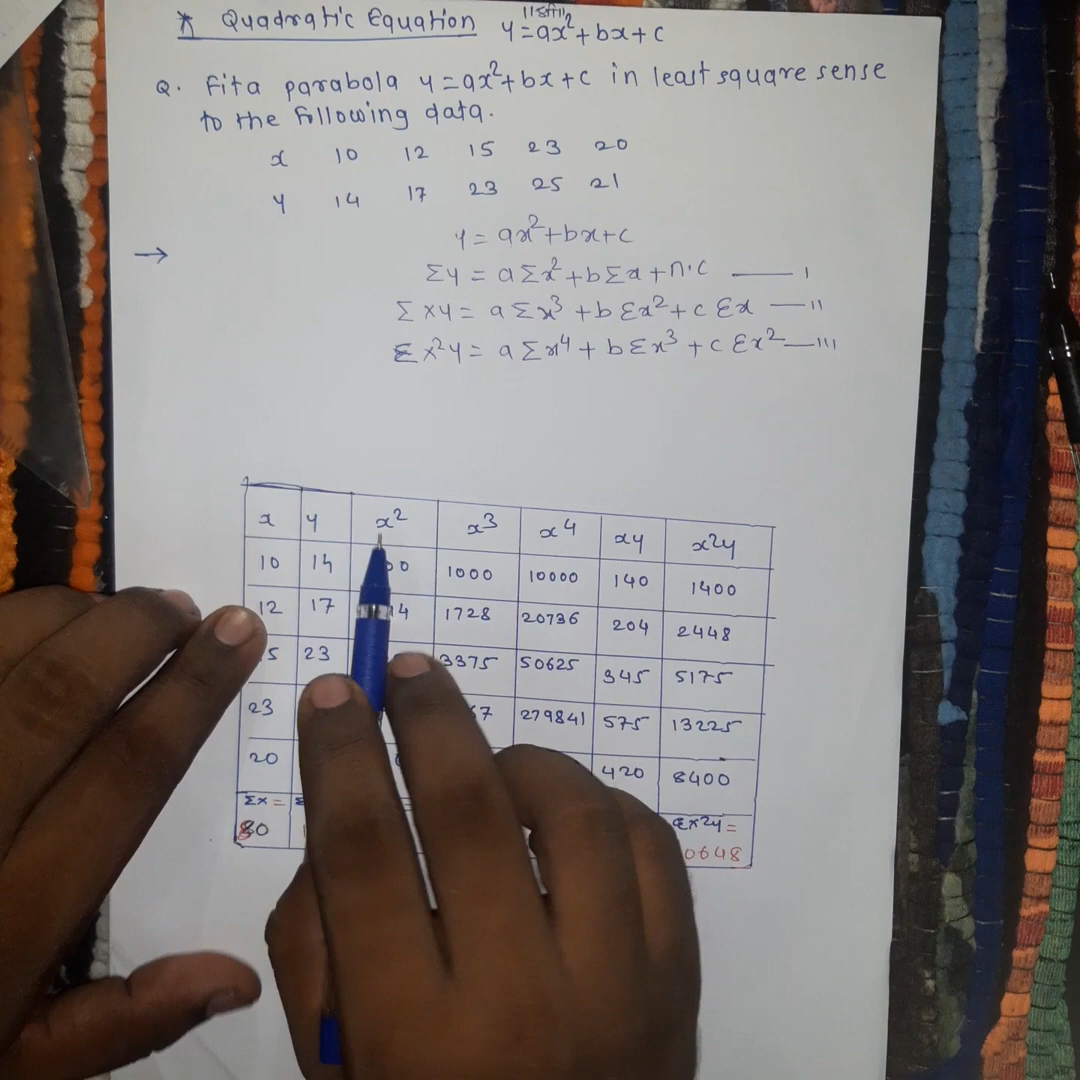 * Quadratic Equation y=ax²+bx+c
Q. Fit a parabola y=ax²+bx+c in least square sense
to the following data.
x 10 12 15 23 20
y 14 17 23 25 21
→ y = ax²+bx+c
Σy = aΣx²+bΣx+n.c — I
Σxy = aΣx³+bΣx²+cΣx — II
Σx²y = aΣx⁴+bΣx³+cΣx² — III
x y x² x³ x⁴ xy x²y
10 14 1000 10000 140 1400
12 17 1728 20736 204 2448
23 3375 50625 345 5175
23 279841 575 13225
20 420 8400
Σx = Σx²y =
80